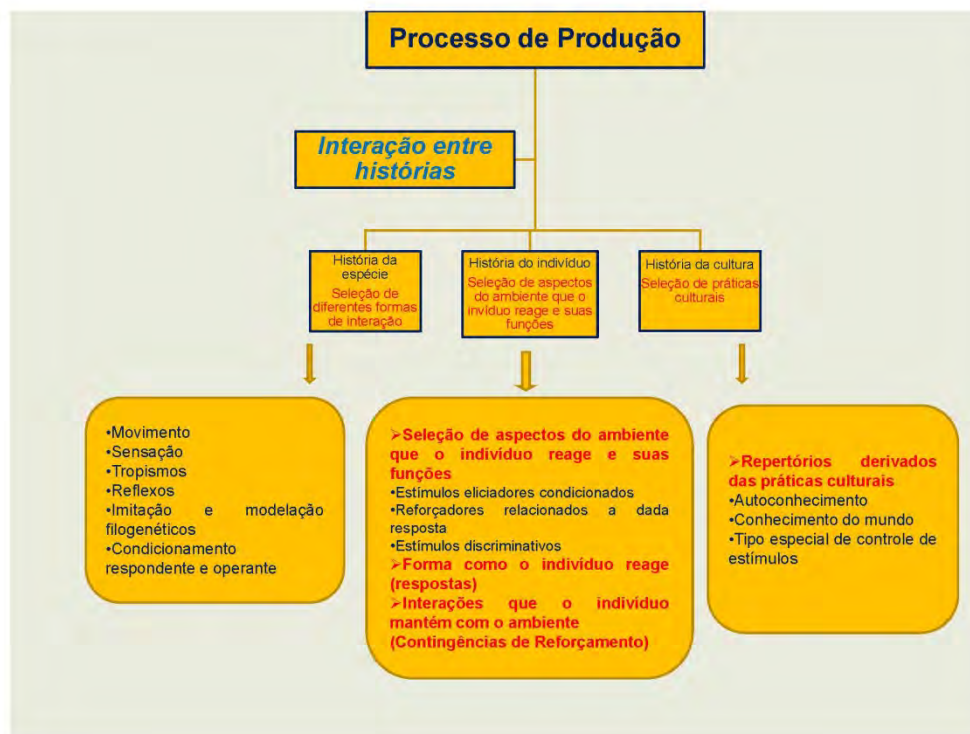 Processo de Produção
Interação entre
histórias
História da
espécie
Seleção de
diferentes formas
de interação
História do indivíduo
Seleção de aspectos
do ambiente que o
invíduo reage e suas
funções
História da cultura
Seleção de práticas
culturais
•Movimento
•Sensação
•Tropismos
•Reflexos
•Imitação e modelação
filogenéticos
•Condicionamento
respondente e operante
➢Seleção de aspectos do ambiente
que o indivíduo reage e suas
funções
•Estímulos eliciadores condicionados
•Reforçadores relacionados a dada
resposta
•Estímulos discriminativos
➢Forma como o indivíduo reage
(respostas)
➢Interações que o indivíduo
mantém com o ambiente
(Contingências de Reforçamento)
➢Repertórios derivados
das práticas culturais
•Autoconhecimento
•Conhecimento do mundo
•Tipo especial de controle de
estímulos